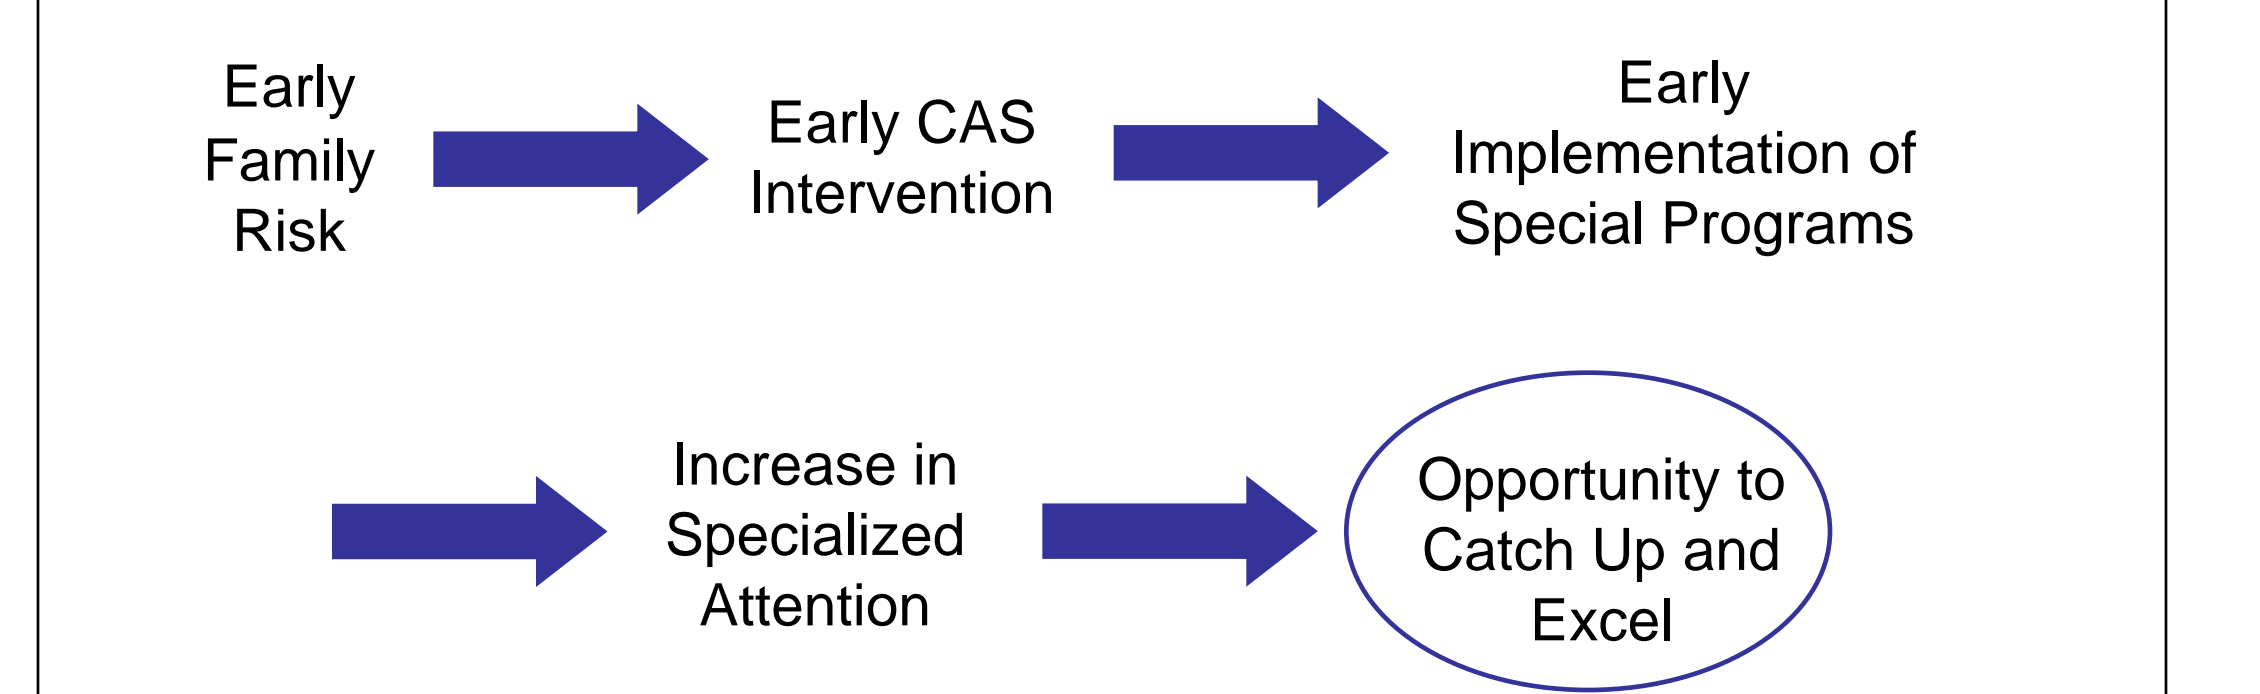 Early
Family
Risk
Early CAS
Intervention
Early
Implementation of
Special Programs
Increase in
Specialized
Attention
Opportunity to
Catch Up and
Excel